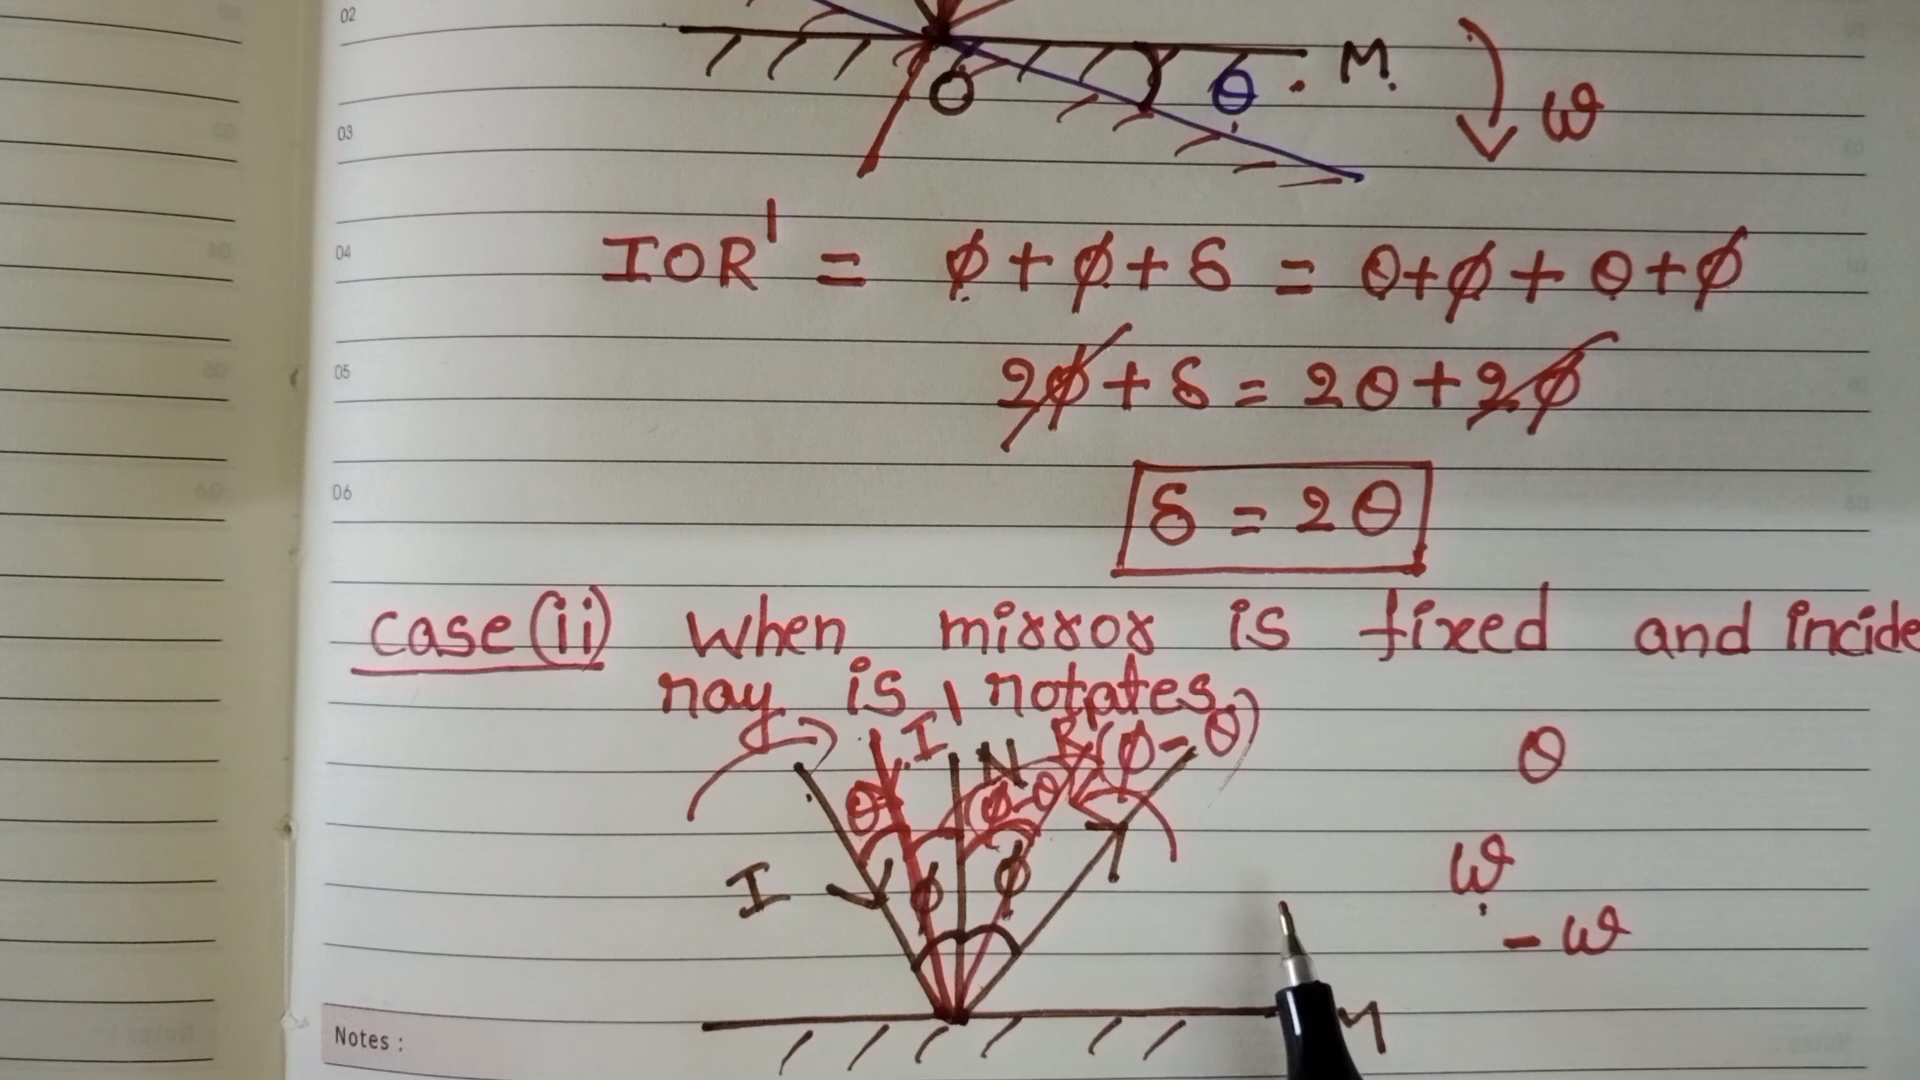 02
O θ M
ω
03
04 IOR' = φ + φ + δ = θ + φ + θ + φ
05 2φ + δ = 2θ + 2φ
06 δ = 2θ
case (ii) when mirror is fixed and incide
ray is rotates.
I' N R' (φ-θ) θ
θ (φ-θ)
I φ φ ω
-ω
M
Notes :